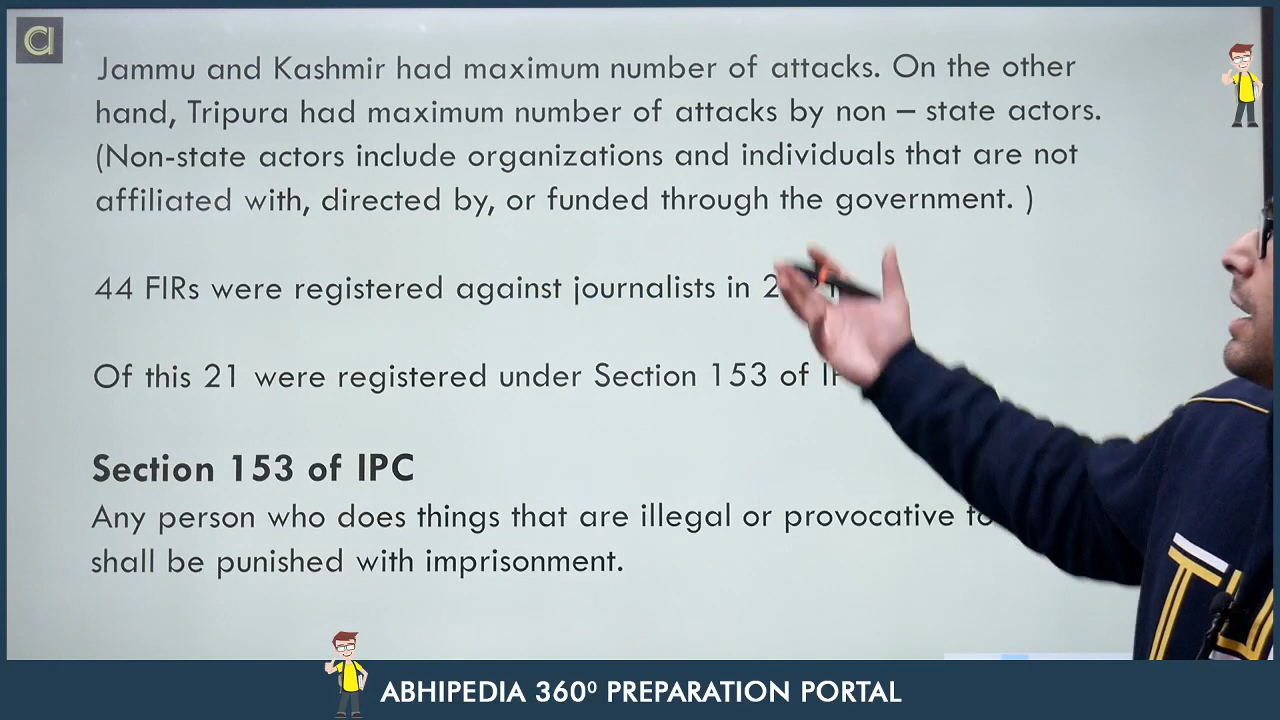 Jammu and Kashmir had maximum number of attacks. On the other
hand, Tripura had maximum number of attacks by non – state actors.
(Non-state actors include organizations and individuals that are not
affiliated with, directed by, or funded through the government. )
44 FIRs were registered against journalists in
Of this 21 were registered under Section 153 of
Section 153 of IPC
Any person who does things that are illegal or provocative
shall be punished with imprisonment.
ABHIPEDIA 360⁰ PREPARATION PORTAL